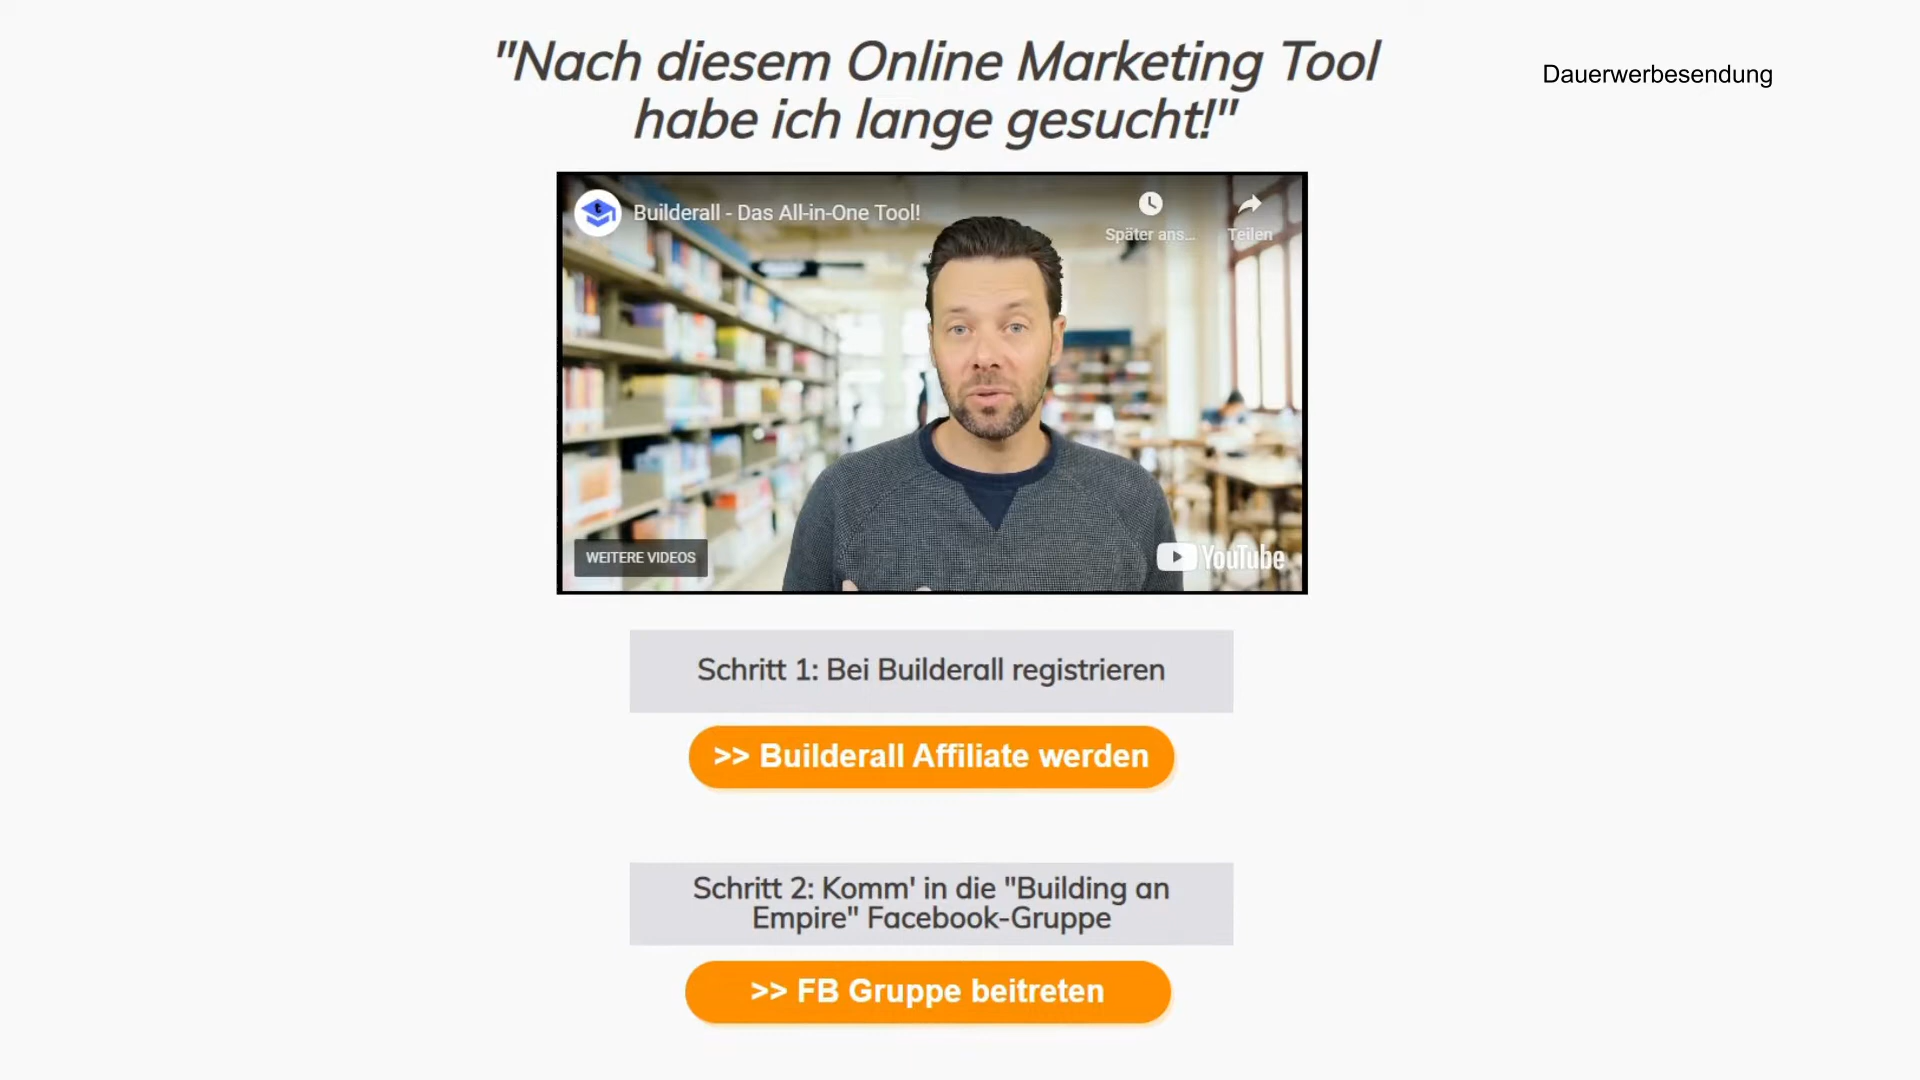 "Nach diesem Online Marketing Tool
habe ich lange gesucht!"
Dauerwerbesendung
Builderall - Das All-in-One Tool!
Später ans...
Teilen
WEITERE VIDEOS
YouTube
Schritt 1: Bei Builderall registrieren
>> Builderall Affiliate werden
Schritt 2: Komm' in die "Building an
Empire" Facebook-Gruppe
>> FB Gruppe beitreten